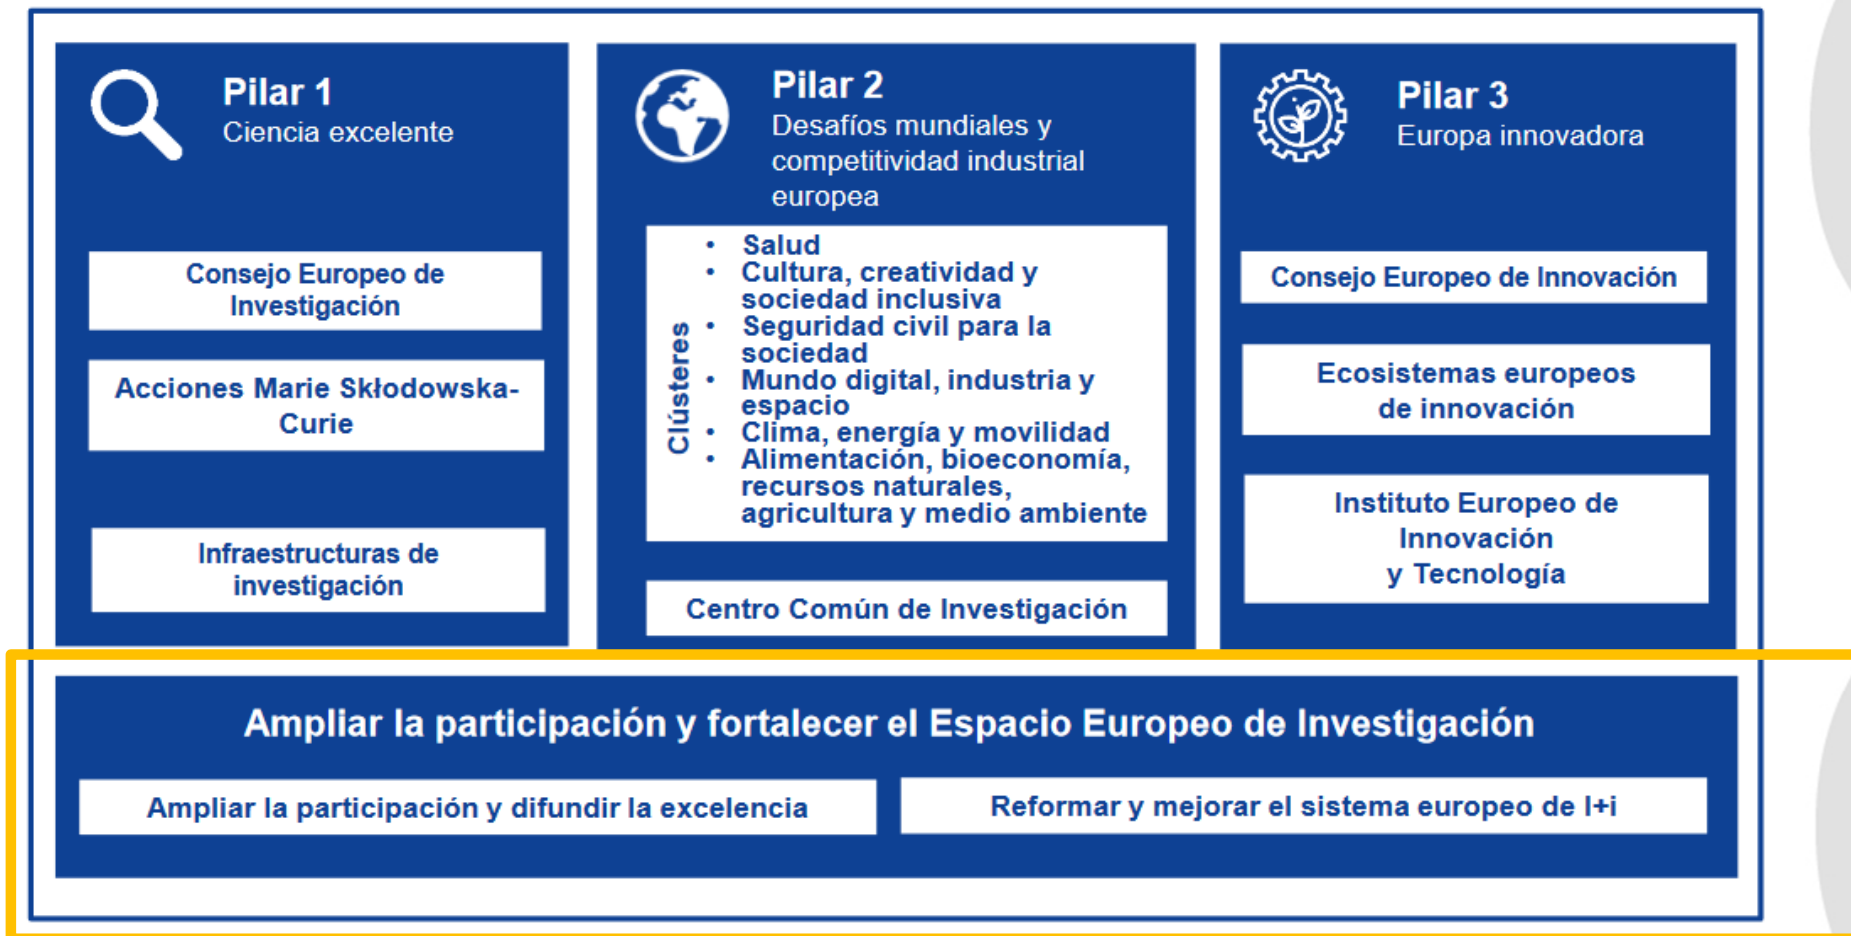 Pilar 1
Ciencia excelente
Consejo Europeo de
Investigación
Acciones Marie Skłodowska-
Curie
Infraestructuras de
investigación
Pilar 2
Desafíos mundiales y
competitividad industrial
europea
Clústeres
• Salud
• Cultura, creatividad y
sociedad inclusiva
• Seguridad civil para la
sociedad
• Mundo digital, industria y
espacio
• Clima, energía y movilidad
• Alimentación, bioeconomía,
recursos naturales,
agricultura y medio ambiente
Centro Común de Investigación
Pilar 3
Europa innovadora
Consejo Europeo de Innovación
Ecosistemas europeos
de innovación
Instituto Europeo de
Innovación
y Tecnología
Ampliar la participación y fortalecer el Espacio Europeo de Investigación
Ampliar la participación y difundir la excelencia
Reformar y mejorar el sistema europeo de I+i